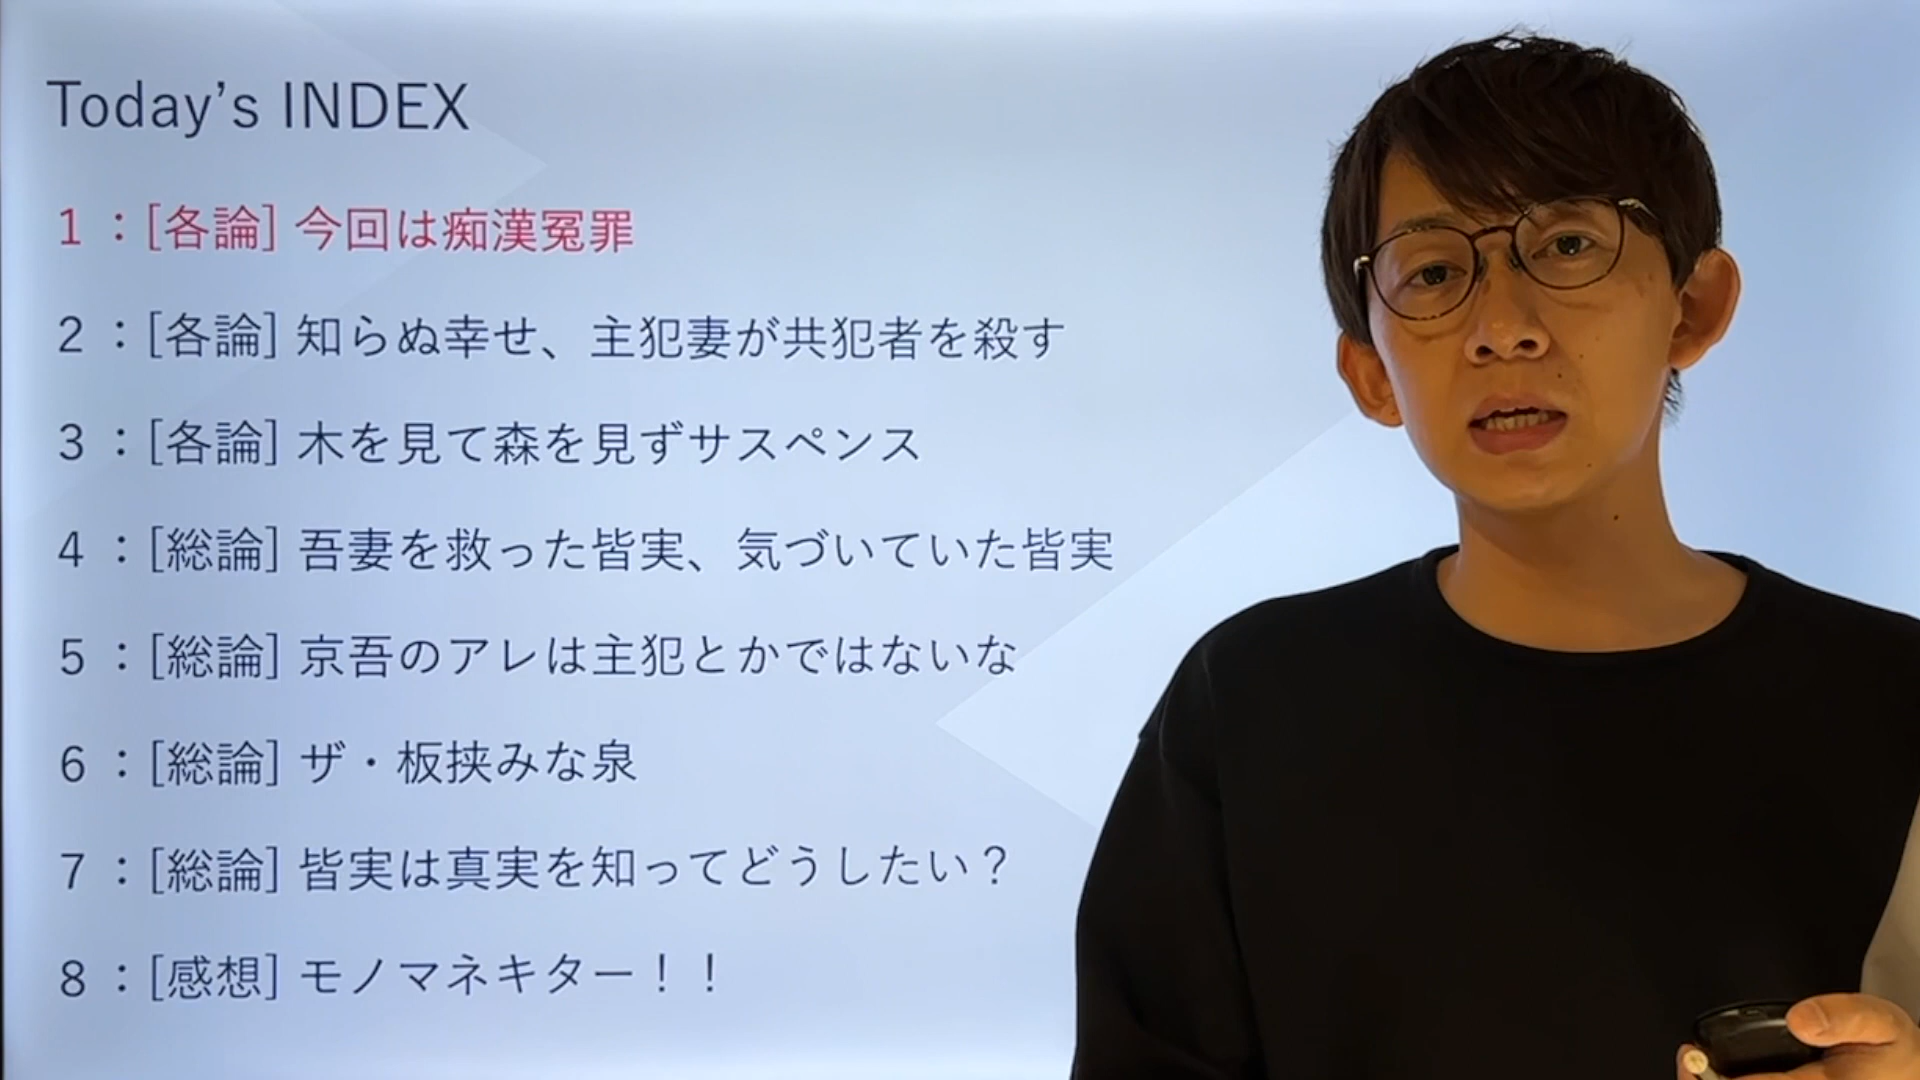 Today’s INDEX
1：[各論] 今回は痴漢冤罪
2：[各論] 知らぬ幸せ、主犯妻が共犯者を殺す
3：[各論] 木を見て森を見ずサスペンス
4：[総論] 吾妻を救った皆実、気づいていた皆実
5：[総論] 京吾のアレは主犯とかではないな
6：[総論] ザ・板挟みな泉
7：[総論] 皆実は真実を知ってどうしたい？
8：[感想] モノマネキター！！